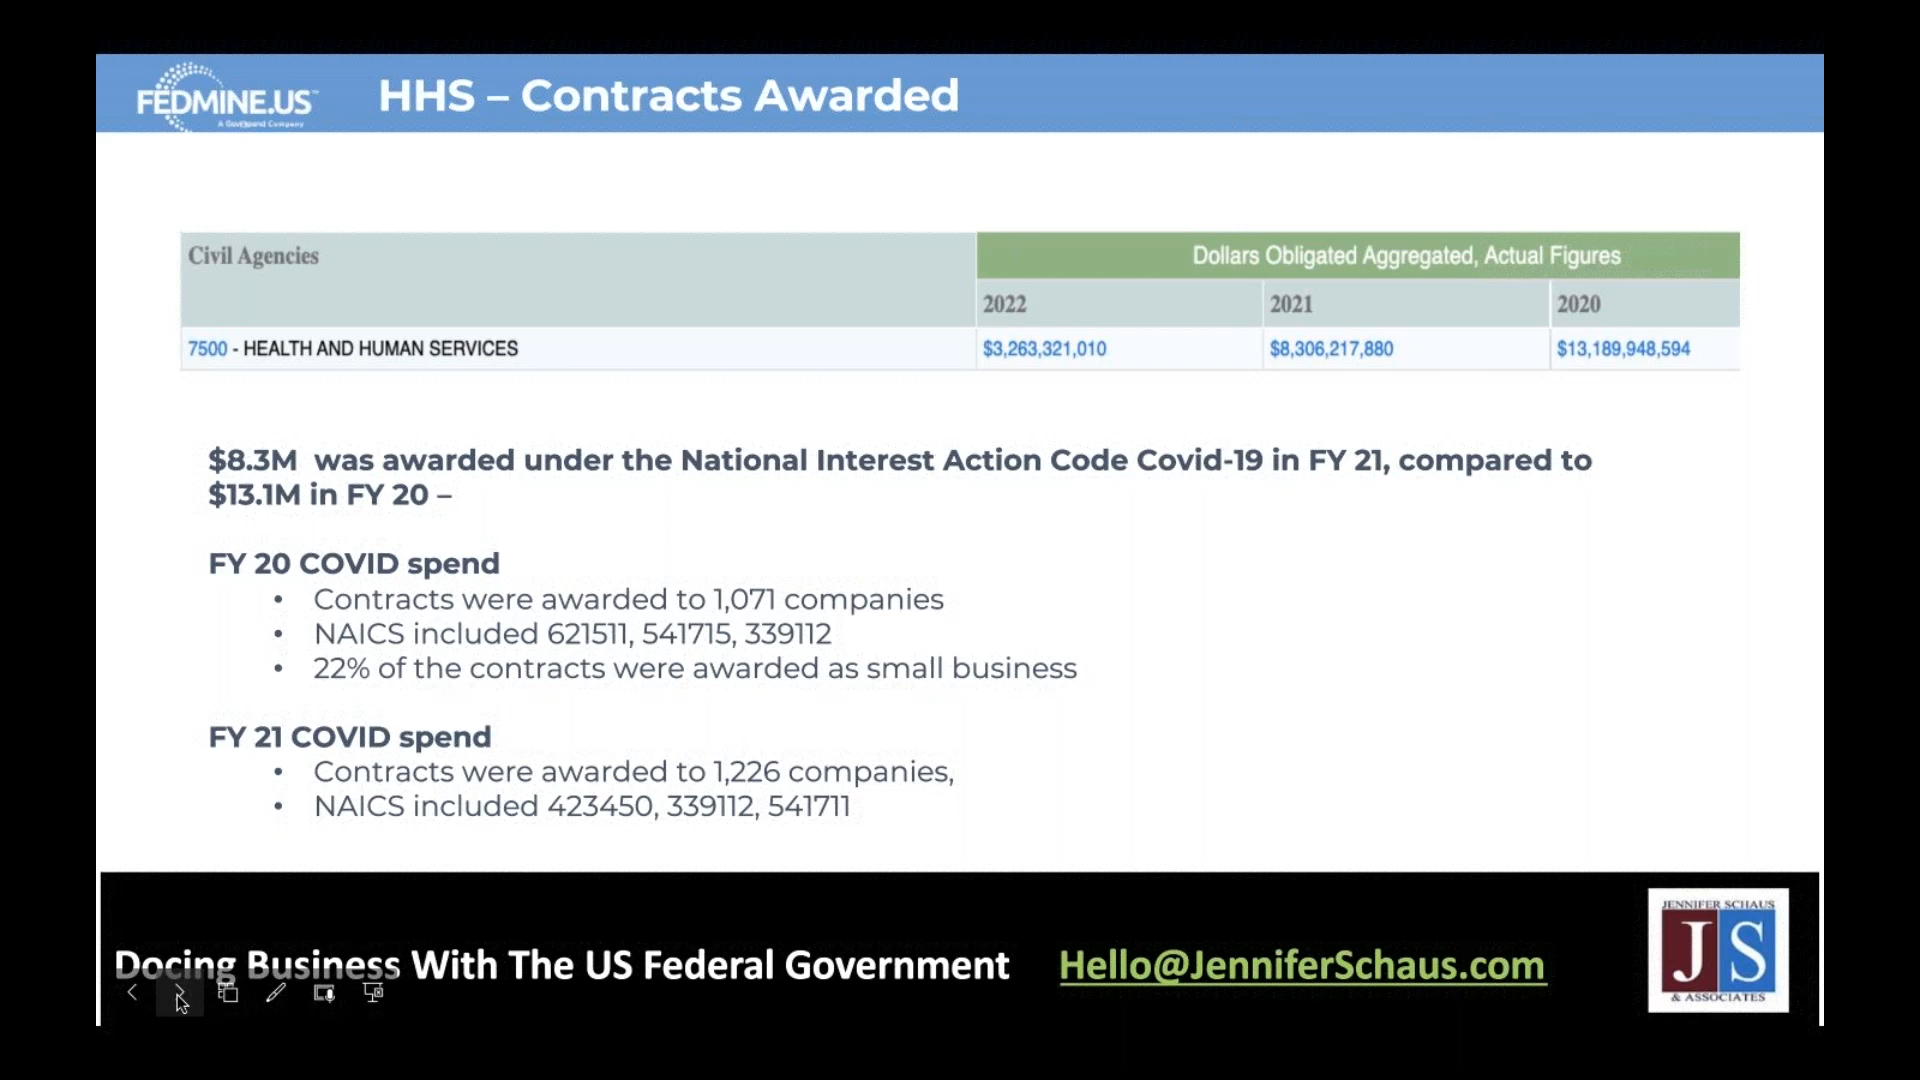 FEDMINE.US™
A GovSpend Company
HHS – Contracts Awarded
Civil Agencies
Dollars Obligated Aggregated, Actual Figures
2022 2021 2020
7500 - HEALTH AND HUMAN SERVICES $3,263,321,010 $8,306,217,880 $13,189,948,594
$8.3M was awarded under the National Interest Action Code Covid-19 in FY 21, compared to
$13.1M in FY 20 –
FY 20 COVID spend
• Contracts were awarded to 1,071 companies
• NAICS included 621511, 541715, 339112
• 22% of the contracts were awarded as small business
FY 21 COVID spend
• Contracts were awarded to 1,226 companies,
• NAICS included 423450, 339112, 541711
Docing Business With The US Federal Government Hello@JenniferSchaus.com
JENNIFER SCHAUS
JS
& ASSOCIATES